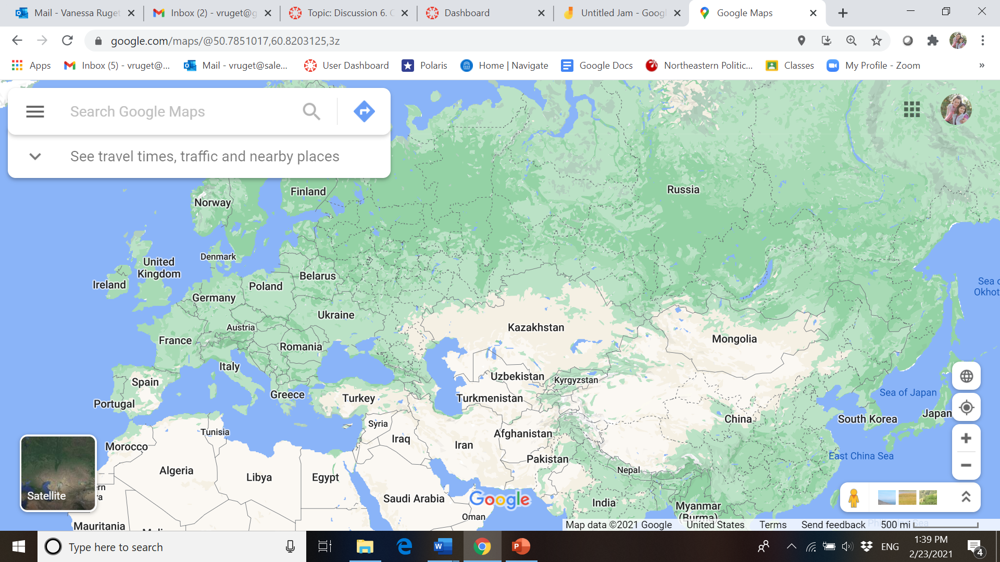 Mail - Vanessa Ruget
Inbox (2) - vruget@g
Topic: Discussion 6. C
Dashboard
Untitled Jam - Googl
Google Maps
google.com/maps/@50.7851017,60.8203125,3z
Apps
Inbox (5) - vruget@...
Mail - vruget@sale...
User Dashboard
Polaris
Home | Navigate
Google Docs
Northeastern Politic...
Classes
My Profile - Zoom
»
Search Google Maps
See travel times, traffic and nearby places
Finland
Russia
Norway
Denmark
United
Kingdom
Ireland
Belarus
Poland
Germany
Sea o
Okhot
Ukraine
Austria
Kazakhstan
France
Mongolia
Romania
Italy
Uzbekistan
Kyrgyzstan
Spain
Sea of Japan
Greece
Turkey
Turkmenistan
Portugal
Japan
China
South Korea
Syria
Tunisia
Afghanistan
Iraq
Iran
Morocco
East China Sea
Pakistan
Algeria
Nepal
Libya
Egypt
ern
ra
Satellite
Saudi Arabia
Google
India
Myanmar
(Burma)
Oman
Mauritania
Map data ©2021 Google
United States
Terms
Send feedback
500 mi
Type here to search
ENG
1:39 PM
2/23/2021
4